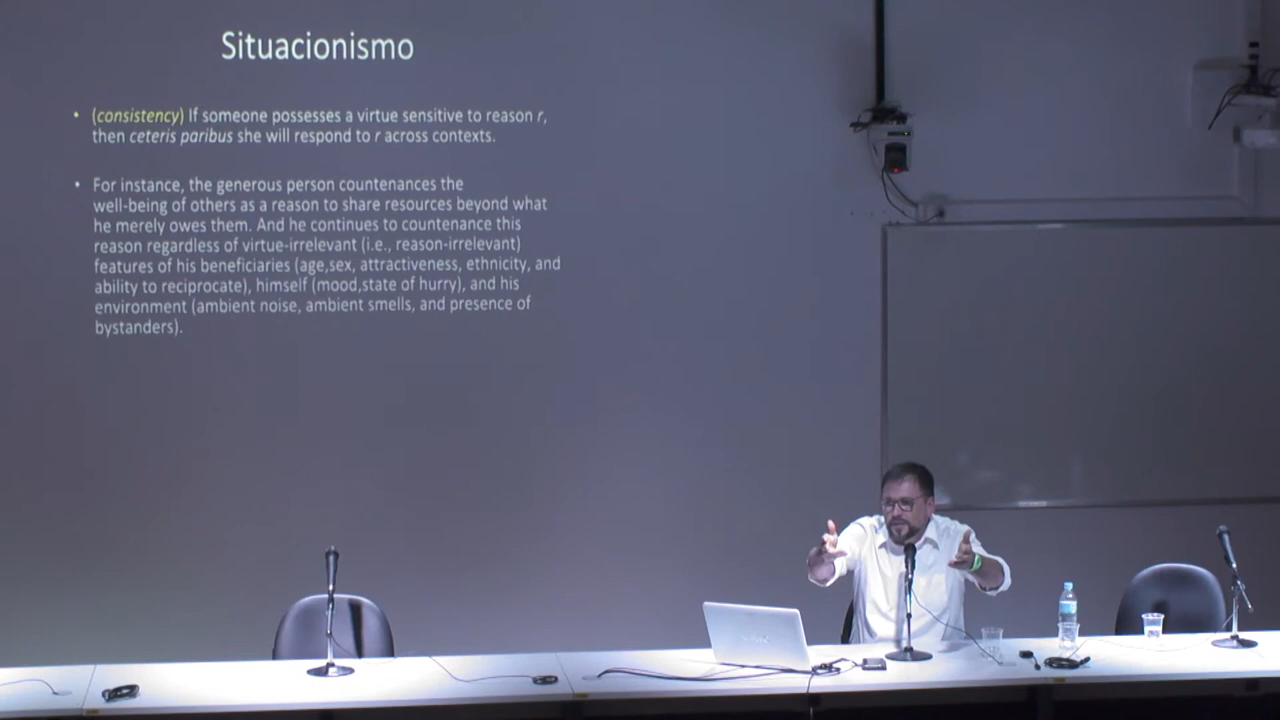 Situacionismo
• (consistency) If someone possesses a virtue sensitive to reason r,
then ceteris paribus she will respond to r across contexts.
• For instance, the generous person countenances the
well-being of others as a reason to share resources beyond what
he merely owes them. And he continues to countenance this
reason regardless of virtue-irrelevant (i.e., reason-irrelevant)
features of his beneficiaries (age,sex, attractiveness, ethnicity, and
ability to reciprocate), himself (mood,state of hurry), and his
environment (ambient noise, ambient smells, and presence of
bystanders).
VAIO